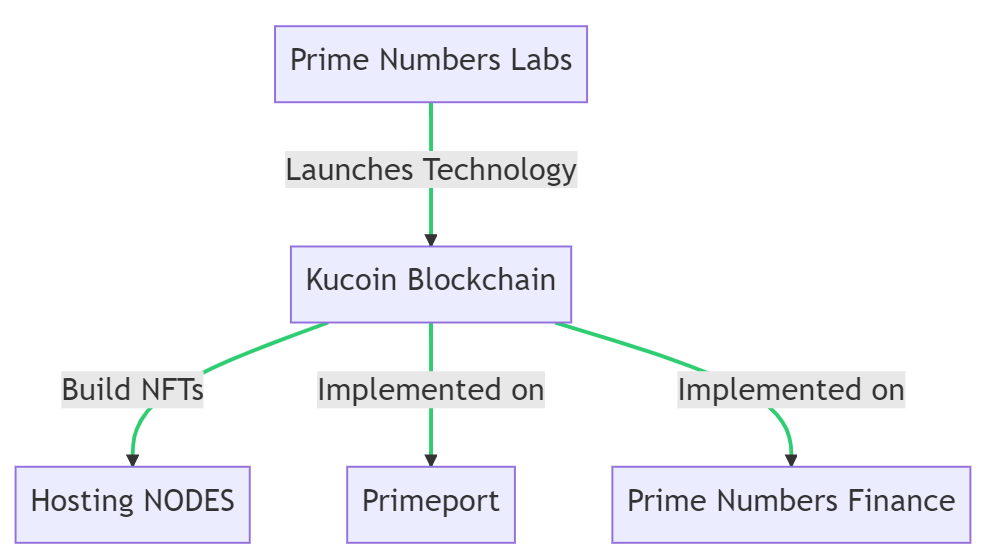 Prime Numbers Labs
Launches Technology
Kucoin Blockchain
Build NFTs
Implemented on
Implemented on
Hosting NODES
Primeport
Prime Numbers Finance